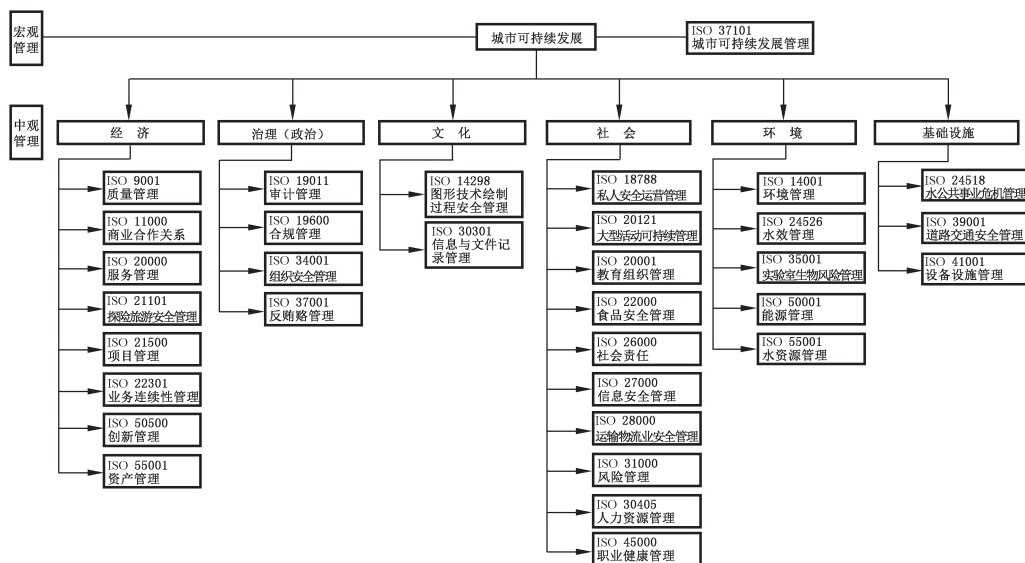 宏观
管理
城市可持续发展
ISO 37101
城市可持续发展管理
中观
管理
经 济
治理（政治）
文 化
社 会
环 境
基础设施
ISO 9001
质量管理
ISO 11000
商业合作关系
ISO 20000
服务管理
ISO 21101
探险旅游安全管理
ISO 21500
项目管理
ISO 22301
业务连续性管理
ISO 50500
创新管理
ISO 55001
资产管理
ISO 19011
审计管理
ISO 19600
合规管理
ISO 34001
组织安全管理
ISO 37001
反贿赂管理
ISO 14298
图形技术绘制
过程安全管理
ISO 30301
信息与文件记
录管理
ISO 18788
私人安全运营管理
ISO 20121
大型活动可持续管理
ISO 20001
教育组织管理
ISO 22000
食品安全管理
ISO 26000
社会责任
ISO 27000
信息安全管理
ISO 28000
运输物流业安全管理
ISO 31000
风险管理
ISO 30405
人力资源管理
ISO 45000
职业健康管理
ISO 14001
环境管理
ISO 24526
水效管理
ISO 35001
实验室生物风险管理
ISO 50001
能源管理
ISO 55001
水资源管理
ISO 24518
水公共事业危机管理
ISO 39001
道路交通安全管理
ISO 41001
设备设施管理